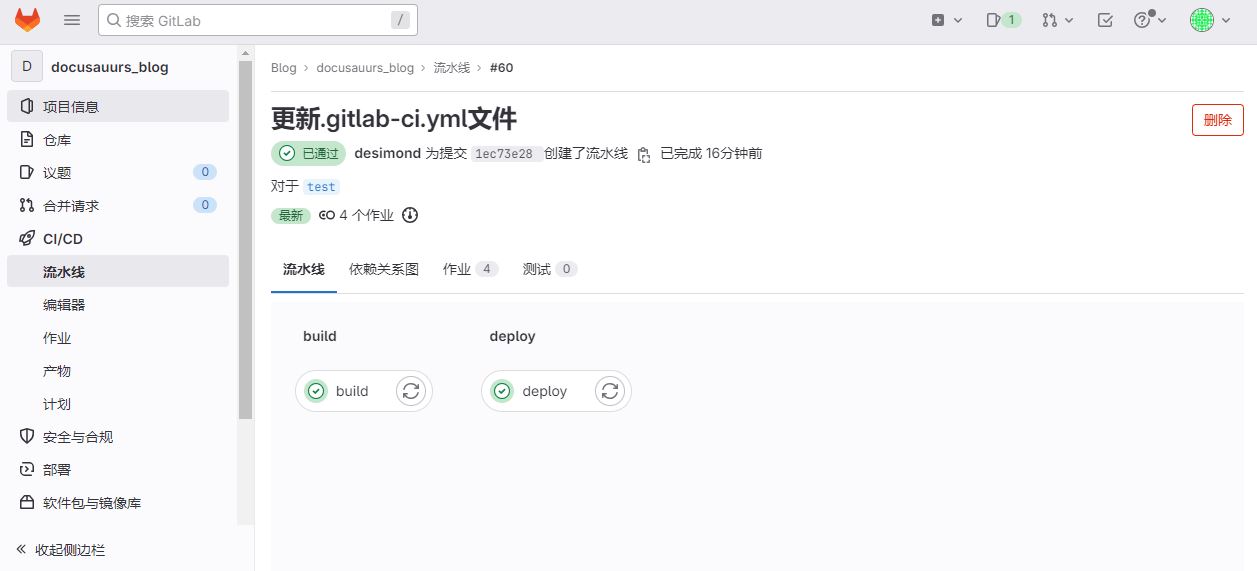 搜索 GitLab /
1
D docusauurs_blog
项目信息
仓库
议题 0
合并请求 0
CI/CD
流水线
编辑器
作业
产物
计划
安全与合规
部署
软件包与镜像库
收起侧边栏
Blog › docusauurs_blog › 流水线 › #60
更新.gitlab-ci.yml文件
删除
已通过 desimond 为提交 1ec73e28 创建了流水线 已完成 16分钟前
对于 test
最新 4 个作业
流水线 依赖关系图 作业 4 测试 0
build deploy
build deploy